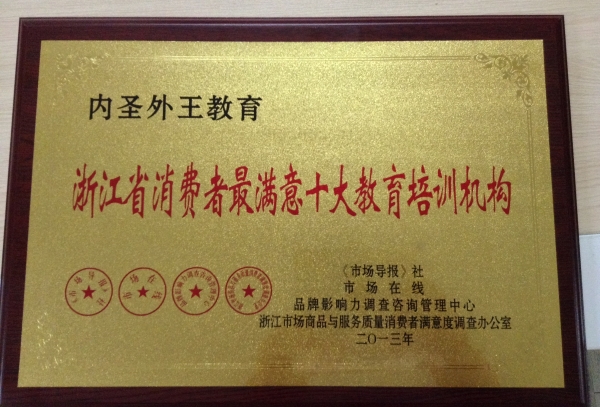 内圣外王教育
浙江省消费者最满意十大教育培训机构
《市场导报》社
市场在线
品牌影响力调查咨询管理中心
浙江市场商品与服务质量消费者满意度调查办公室
二〇一三年